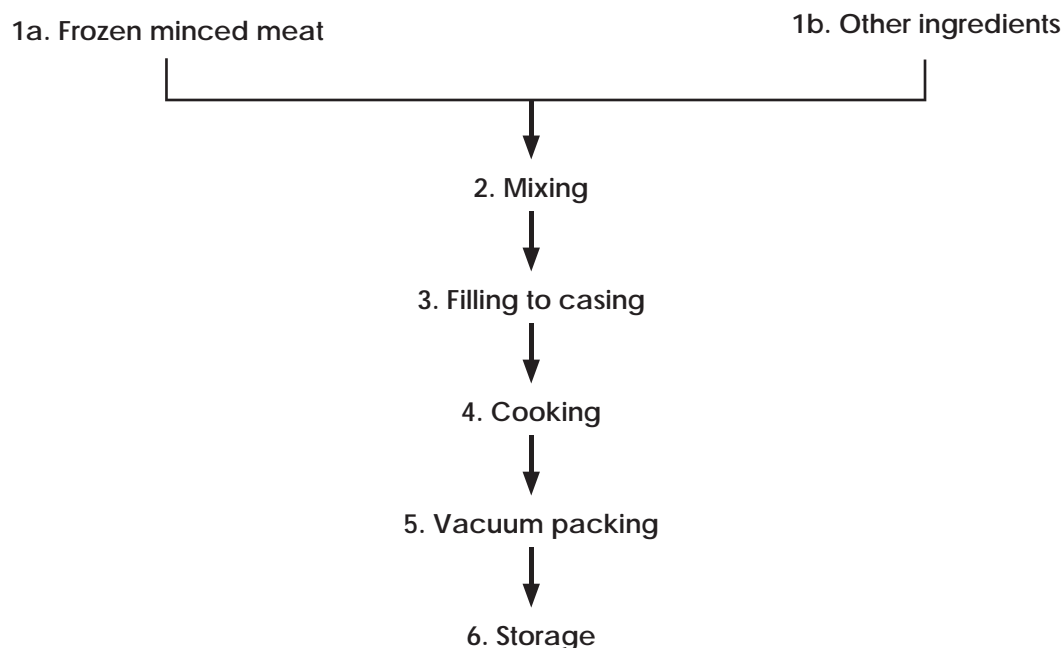 1a. Frozen minced meat
1b. Other ingredients
2. Mixing
3. Filling to casing
4. Cooking
5. Vacuum packing
6. Storage